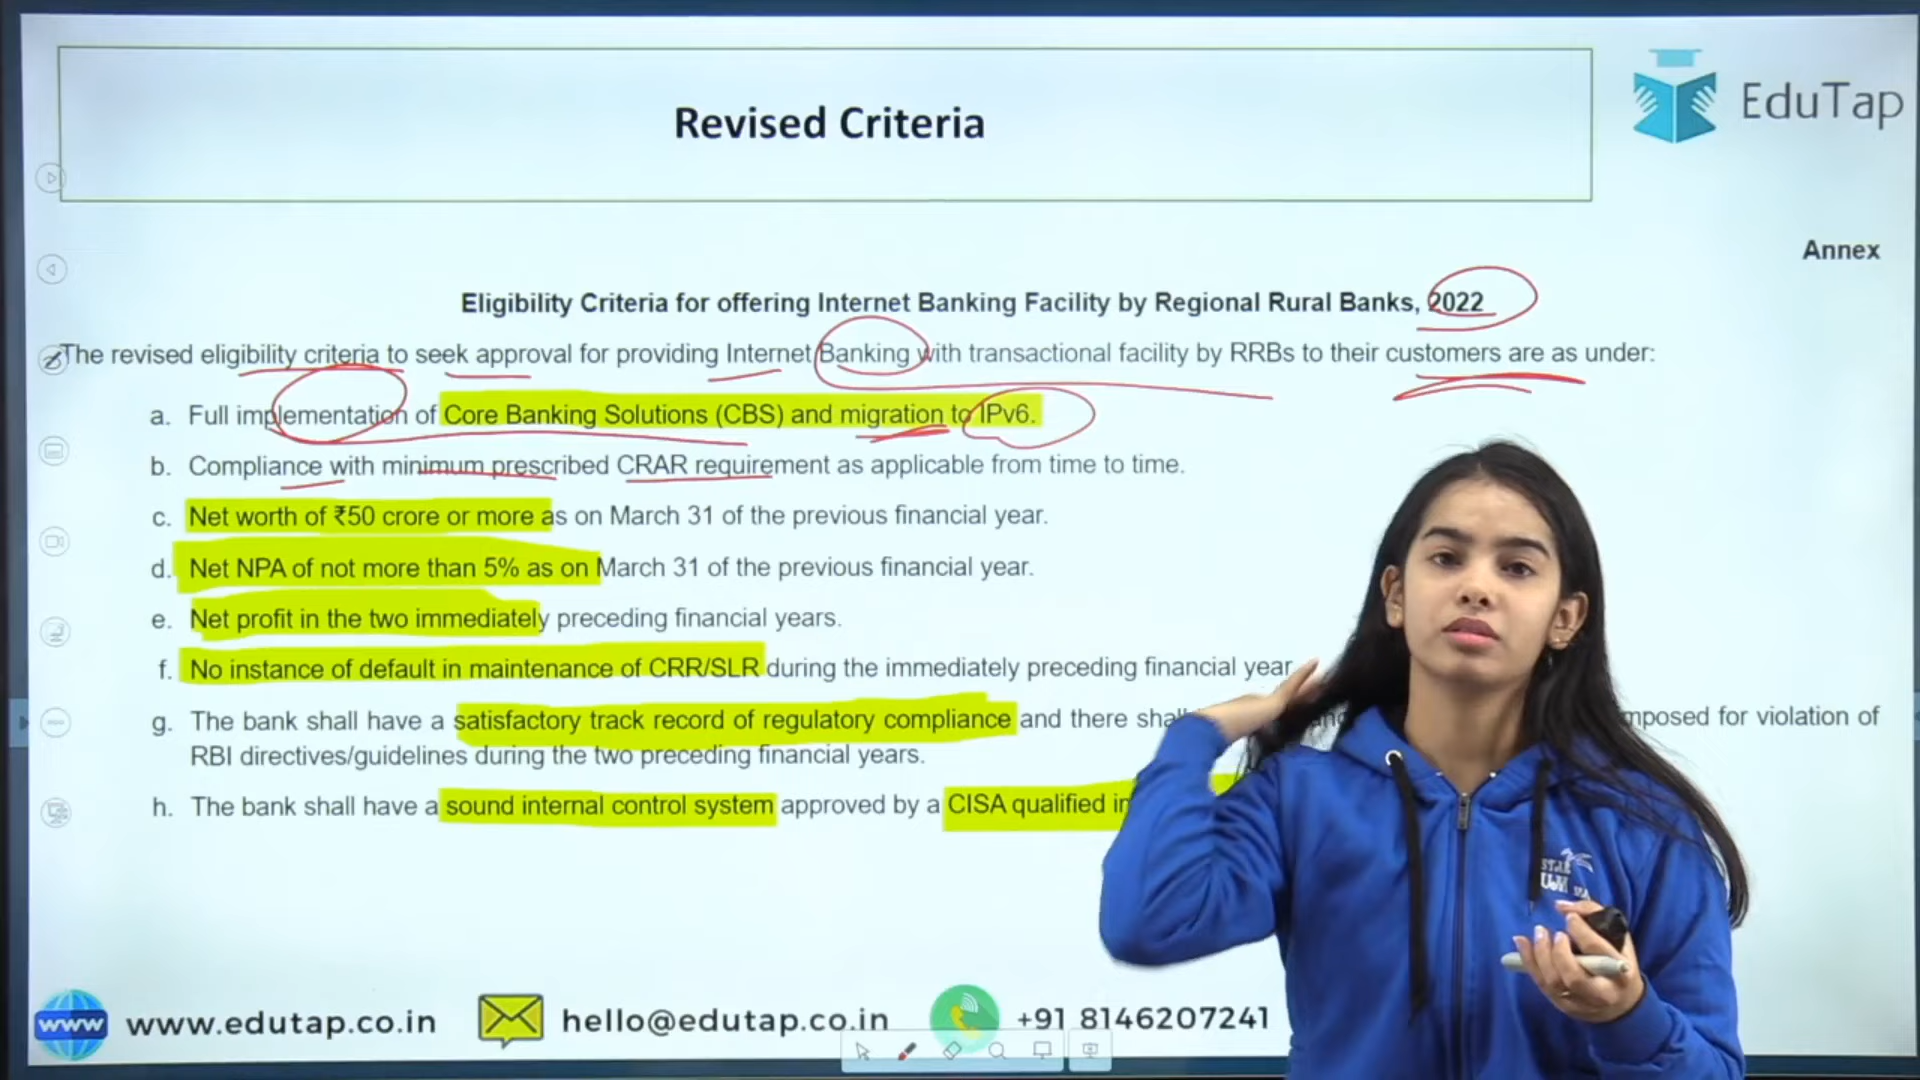 Revised Criteria
EduTap
Annex
Eligibility Criteria for offering Internet Banking Facility by Regional Rural Banks, 2022
The revised eligibility criteria to seek approval for providing Internet Banking with transactional facility by RRBs to their customers are as under:
a. Full implementation of Core Banking Solutions (CBS) and migration to IPv6.
b. Compliance with minimum prescribed CRAR requirement as applicable from time to time.
c. Net worth of ₹50 crore or more as on March 31 of the previous financial year.
d. Net NPA of not more than 5% as on March 31 of the previous financial year.
e. Net profit in the two immediately preceding financial years.
f. No instance of default in maintenance of CRR/SLR during the immediately preceding financial year
g. The bank shall have a satisfactory track record of regulatory compliance and there for violation of
RBI directives/guidelines during the two preceding financial years.
h. The bank shall have a sound internal control system approved by a CISA qualified
www www.edutap.co.in hello@edutap.co.in +91 8146207241